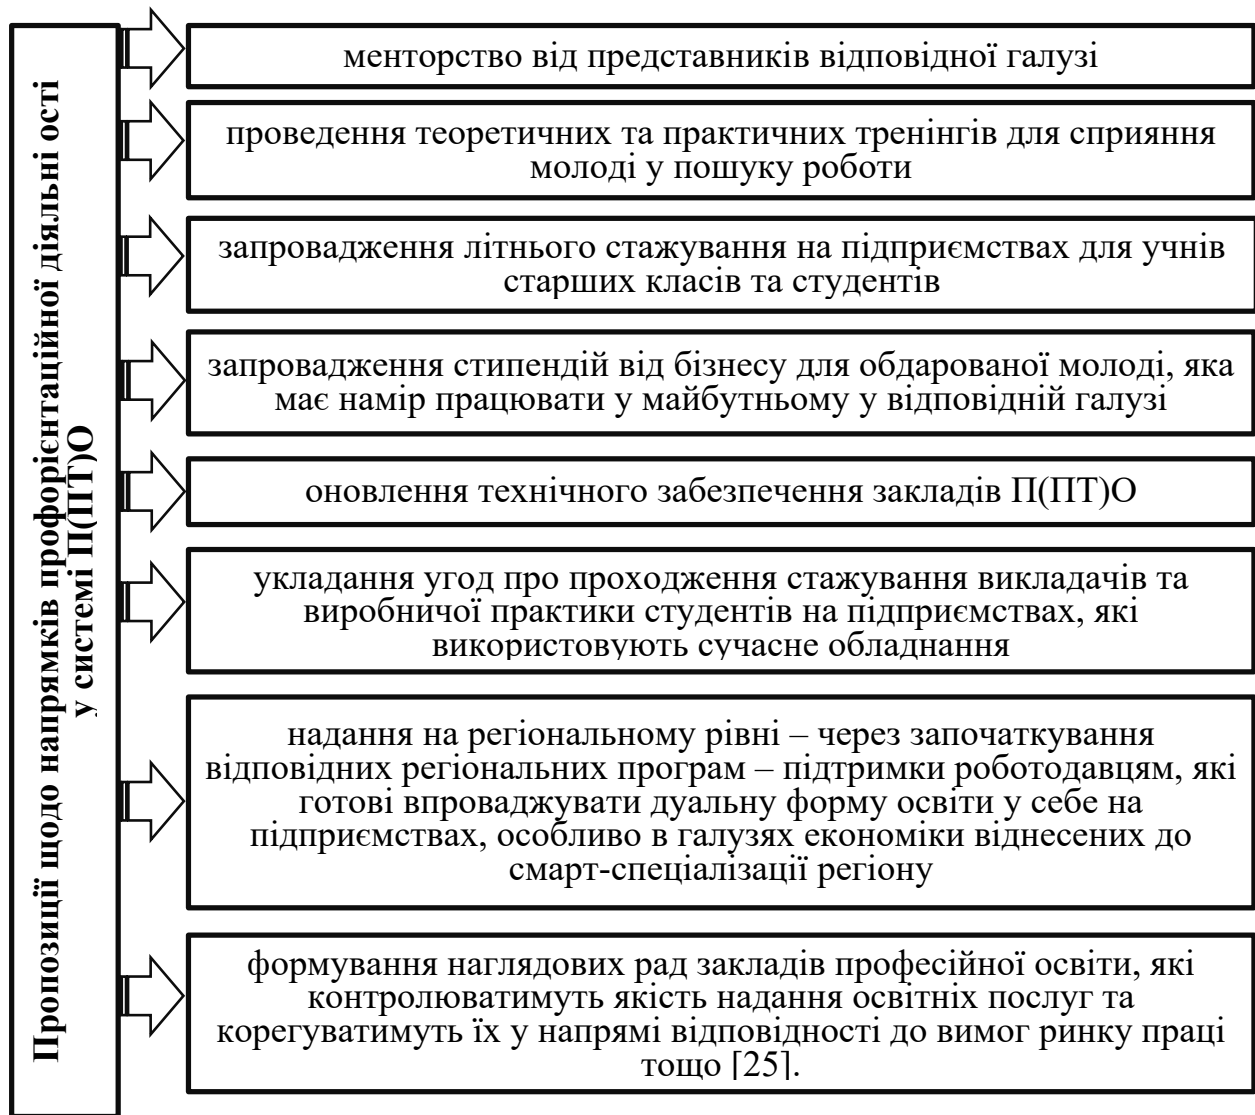 Пропозиції щодо напрямків профорієнтаційної діяльні ості
у системі П(ПТ)О
менторство від представників відповідної галузі
проведення теоретичних та практичних тренінгів для сприяння
молоді у пошуку роботи
запровадження літнього стажування на підприємствах для учнів
старших класів та студентів
запровадження стипендій від бізнесу для обдарованої молоді, яка
має намір працювати у майбутньому у відповідній галузі
оновлення технічного забезпечення закладів П(ПТ)О
укладання угод про проходження стажування викладачів та
виробничої практики студентів на підприємствах, які
використовують сучасне обладнання
надання на регіональному рівні – через започаткування
відповідних регіональних програм – підтримки роботодавцям, які
готові впроваджувати дуальну форму освіти у себе на
підприємствах, особливо в галузях економіки віднесених до
смарт-спеціалізації регіону
формування наглядових рад закладів професійної освіти, які
контролюватимуть якість надання освітніх послуг та
корегуватимуть їх у напрямі відповідності до вимог ринку праці
тощо [25].